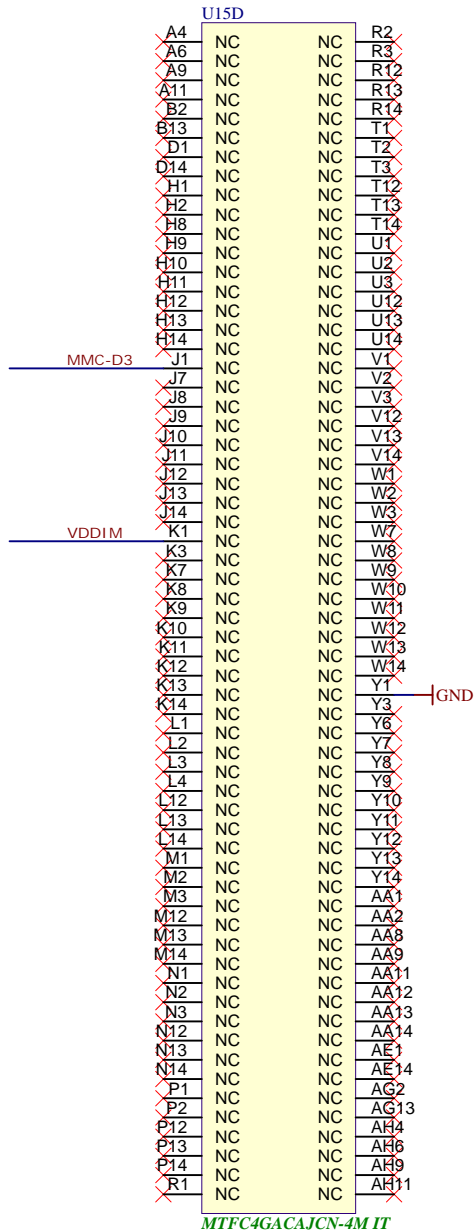 U15D
A4 NC NC R2
A6 NC NC R3
A9 NC NC R12
A11 NC NC R13
B2 NC NC R14
B13 NC NC T1
D1 NC NC T2
D14 NC NC T3
H1 NC NC T12
H2 NC NC T13
H8 NC NC T14
H9 NC NC U1
H10 NC NC U2
H11 NC NC U3
H12 NC NC U12
H13 NC NC U13
H14 NC NC U14
MMC-D3 J1 NC NC V1
J7 NC NC V2
J8 NC NC V3
J9 NC NC V12
J10 NC NC V13
J11 NC NC V14
J12 NC NC W1
J13 NC NC W2
J14 NC NC W3
VDDIM K1 NC NC W7
K3 NC NC W8
K7 NC NC W9
K8 NC NC W10
K9 NC NC W11
K10 NC NC W12
K11 NC NC W13
K12 NC NC W14
K13 NC NC Y1 GND
K14 NC NC Y3
L1 NC NC Y6
L2 NC NC Y7
L3 NC NC Y8
L4 NC NC Y9
L12 NC NC Y10
L13 NC NC Y11
L14 NC NC Y12
M1 NC NC Y13
M2 NC NC Y14
M3 NC NC AA1
M12 NC NC AA2
M13 NC NC AA8
M14 NC NC AA9
N1 NC NC AA11
N2 NC NC AA12
N3 NC NC AA13
N12 NC NC AA14
N13 NC NC AE1
N14 NC NC AE14
P1 NC NC AG2
P2 NC NC AG13
P12 NC NC AH4
P13 NC NC AH6
P14 NC NC AH9
R1 NC NC AH11
MTFC4GACAJCN-4M IT